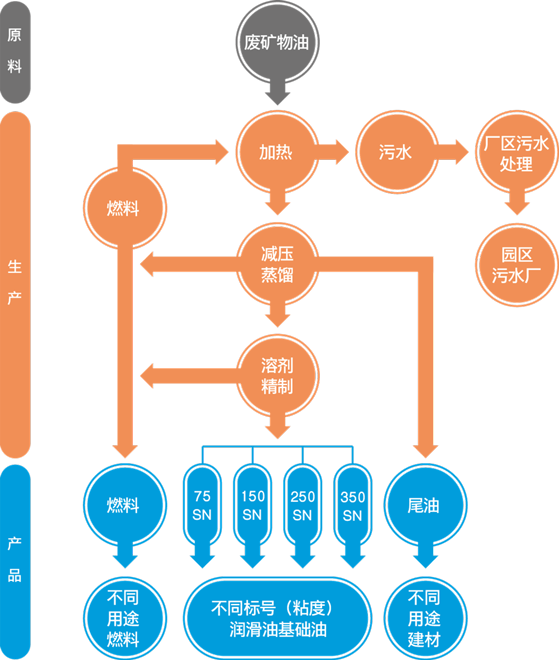 原
料
废矿物油
加热
污水
厂区污水
处理
燃料
园区
污水厂
减压
蒸馏
溶剂
精制
生
产
燃料
75
SN
150
SN
250
SN
350
SN
尾油
产
品
不同
用途
燃料
不同标号（粘度）
润滑油基础油
不同
用途
建材